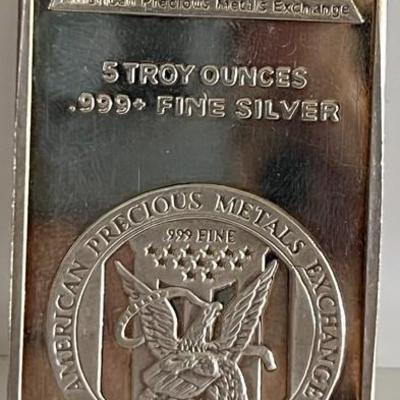 American Precious Metals Exchange
5 TROY OUNCES
.999+ FINE SILVER
AMERICAN PRECIOUS METALS EXCHANGE
.999 FINE